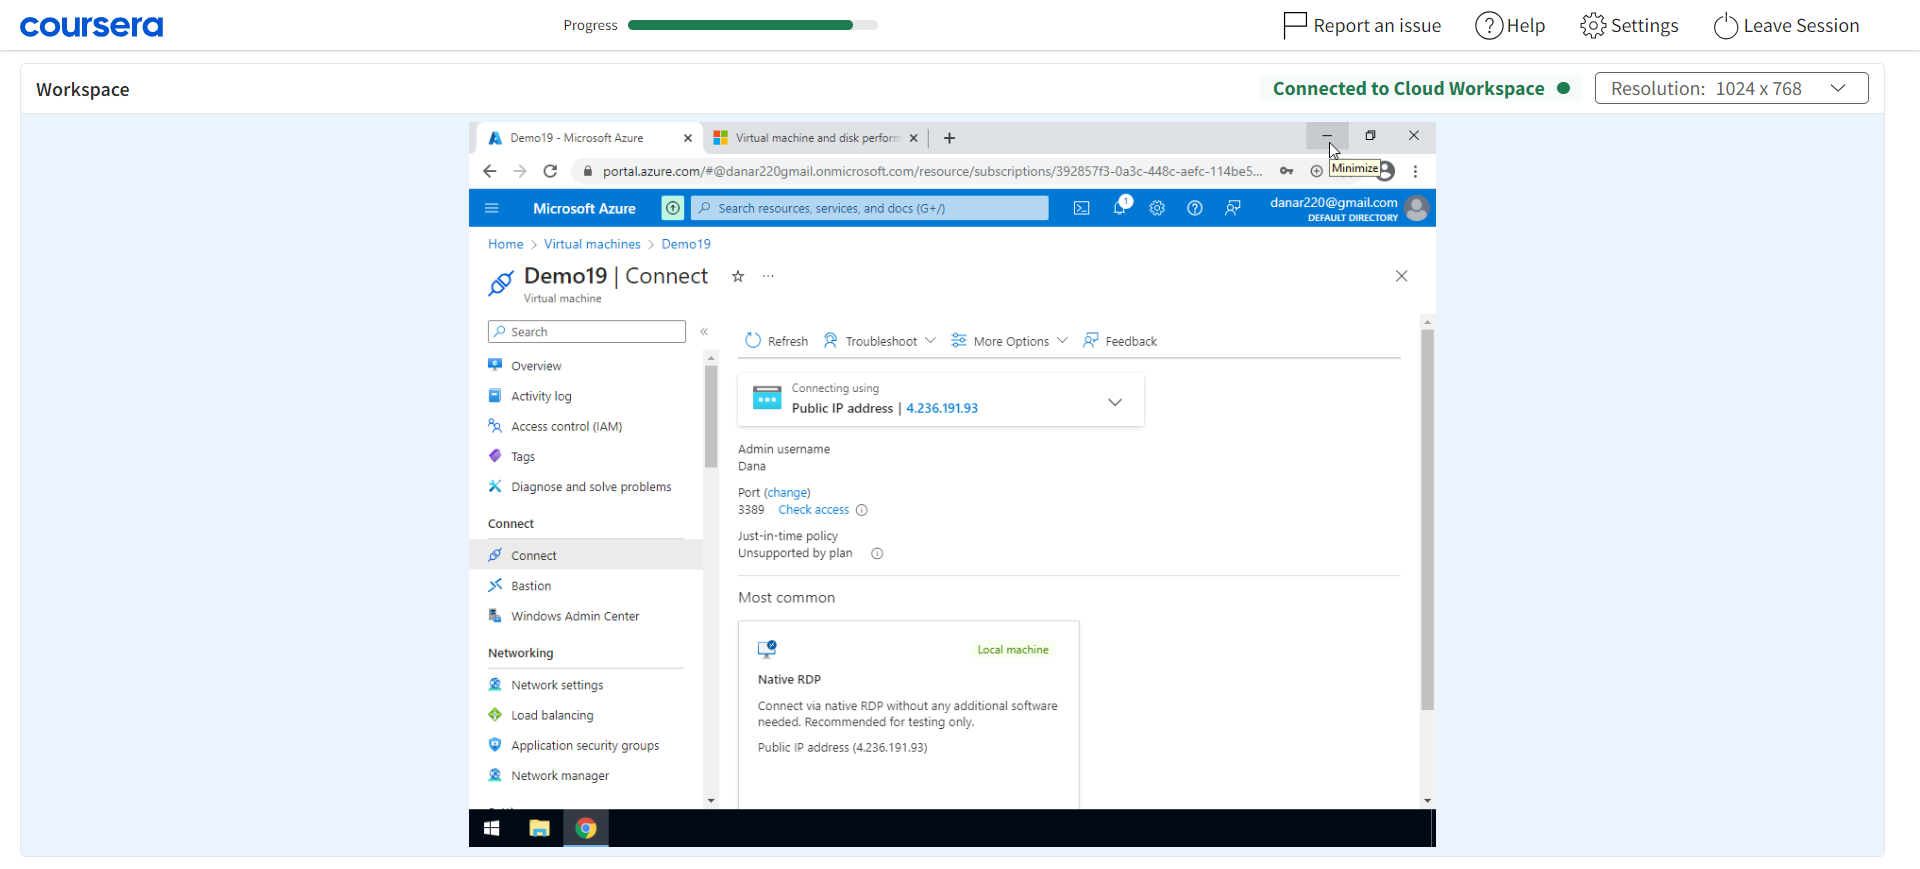 coursera
Progress
Report an issue
Help
Settings
Leave Session
Workspace
Connected to Cloud Workspace
Resolution: 1024 x 768
Demo19 - Microsoft Azure
Virtual machine and disk perform
portal.azure.com/#@danar220gmail.onmicrosoft.com/resource/subscriptions/392857f3-0a3c-448c-aefc-114be5...
Minimize
Microsoft Azure
Search resources, services, and docs (G+/)
1
danar220@gmail.com
DEFAULT DIRECTORY
Home > Virtual machines > Demo19
Demo19 | Connect
Virtual machine
Search
Overview
Activity log
Access control (IAM)
Tags
Diagnose and solve problems
Connect
Connect
Bastion
Windows Admin Center
Networking
Network settings
Load balancing
Application security groups
Network manager
Refresh
Troubleshoot
More Options
Feedback
Connecting using
Public IP address | 4.236.191.93
Admin username
Dana
Port (change)
3389 Check access
Just-in-time policy
Unsupported by plan
Most common
Local machine
Native RDP
Connect via native RDP without any additional software
needed. Recommended for testing only.
Public IP address (4.236.191.93)